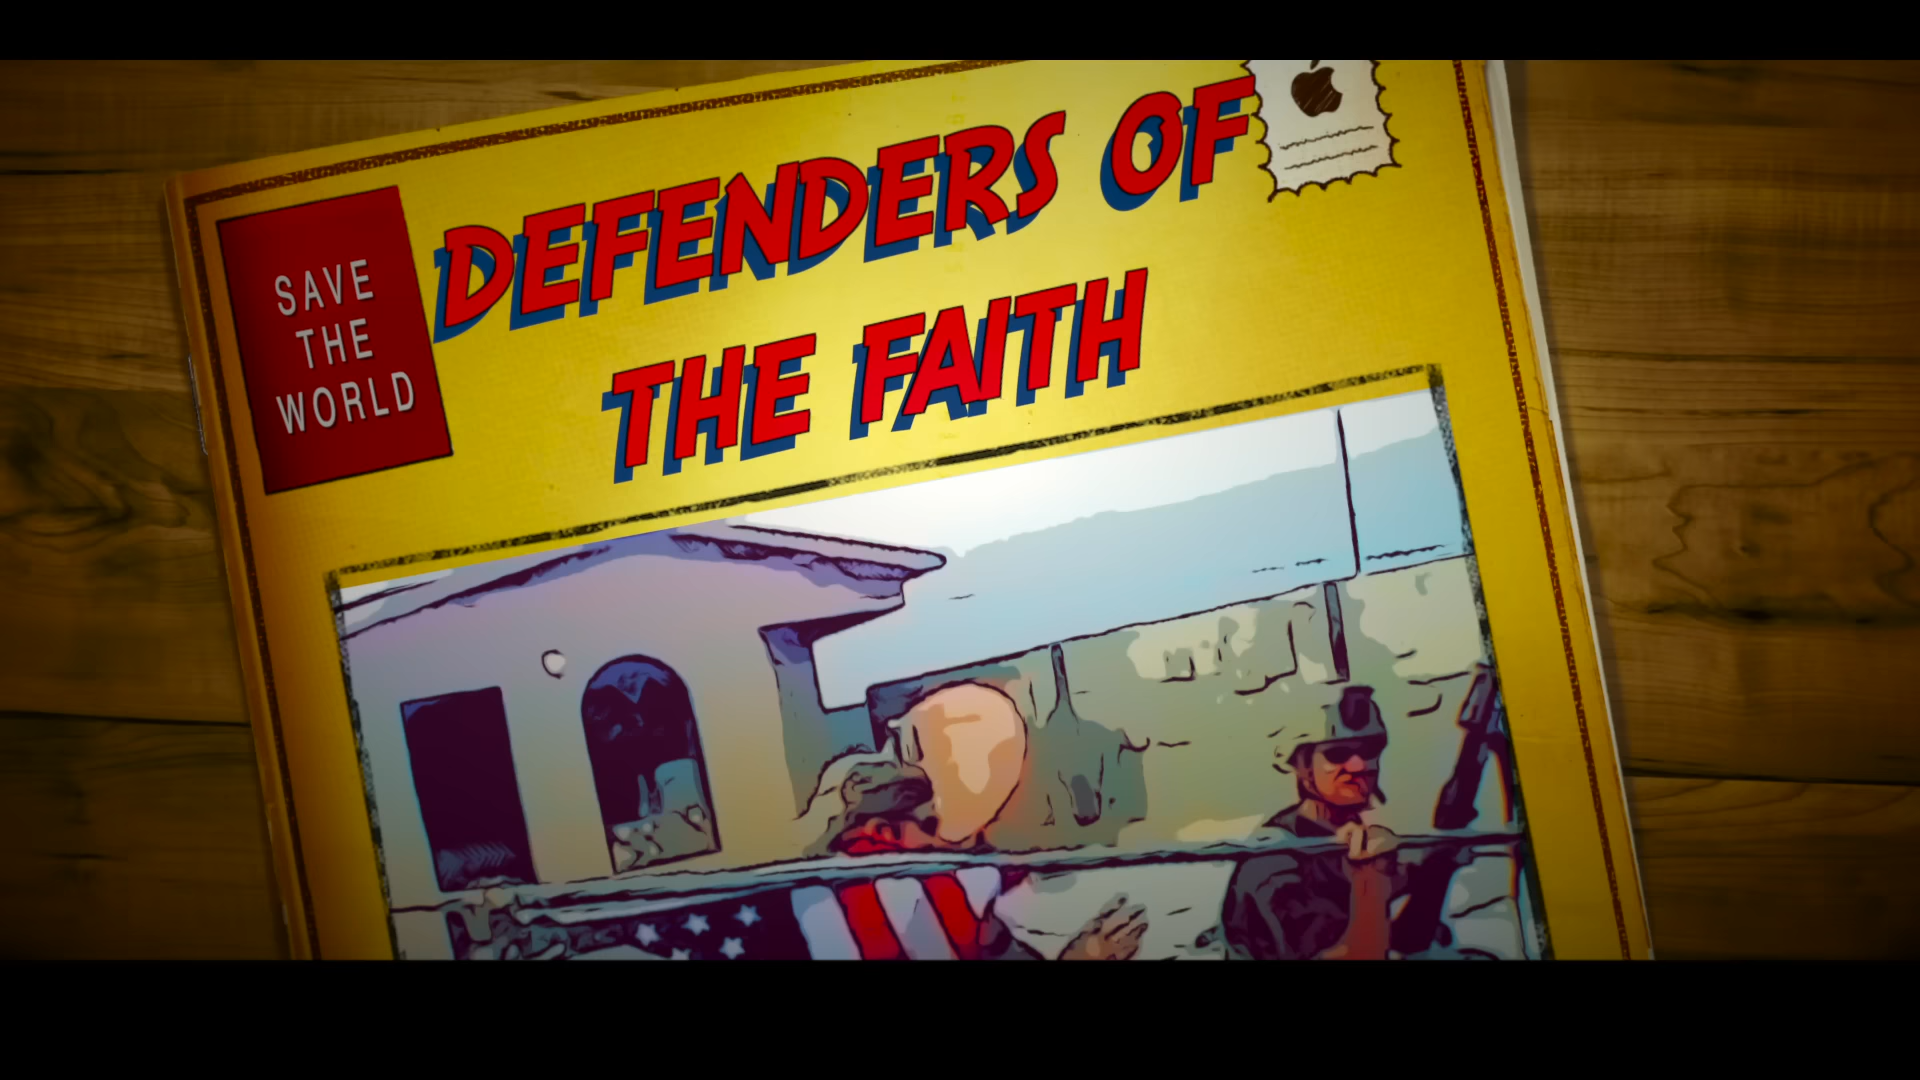 SAVE
THE
WORLD
DEFENDERS OF
THE FAITH